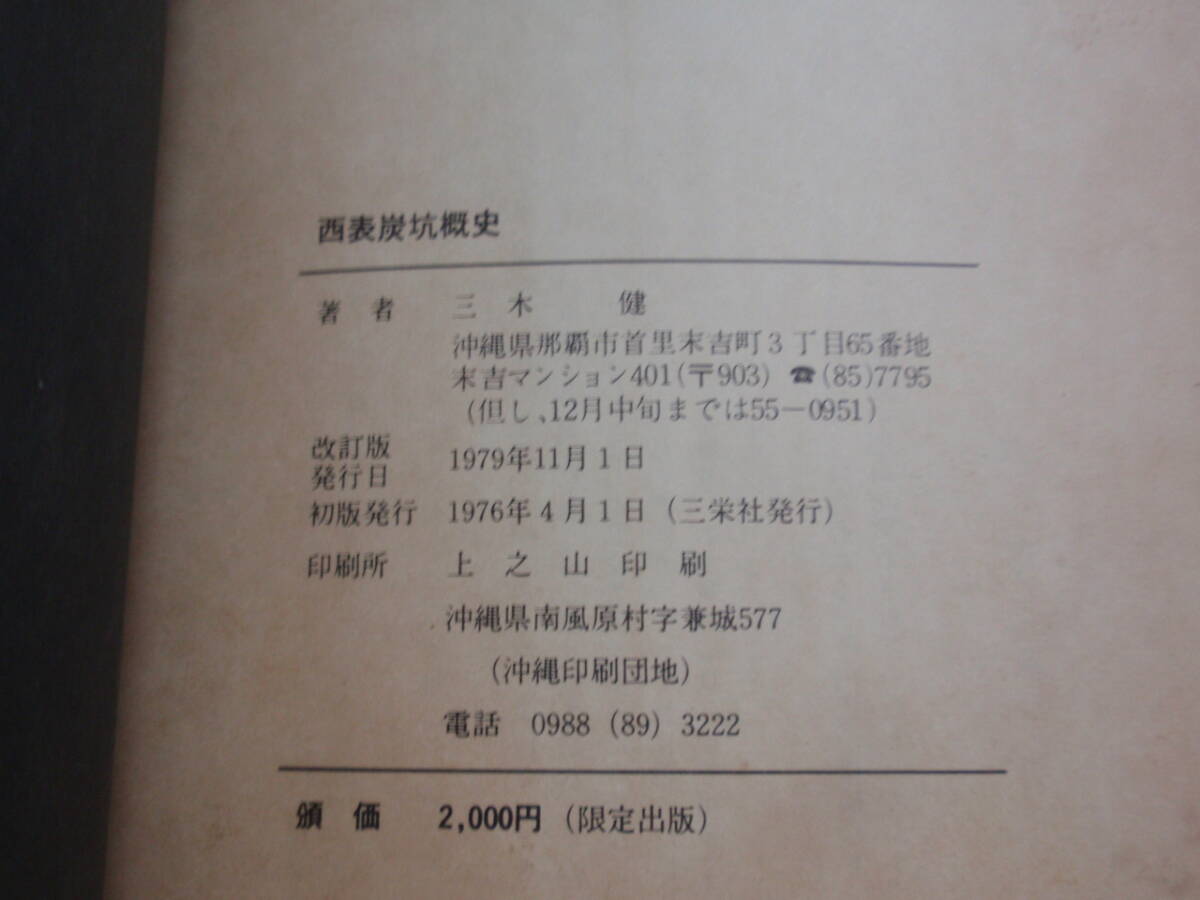 西表炭坑概史
著者 三木 健
沖縄県那覇市首里末吉町3丁目65番地
末吉マンション401(〒903) ☎(85)7795
(但し、12月中旬までは55-0951)
改訂版
発行日 1979年11月1日
初版発行 1976年4月1日 (三栄社発行)
印刷所 上之山印刷
沖縄県南風原村字兼城577
(沖縄印刷団地)
電話 0988 (89) 3222
頒価 2,000円 (限定出版)